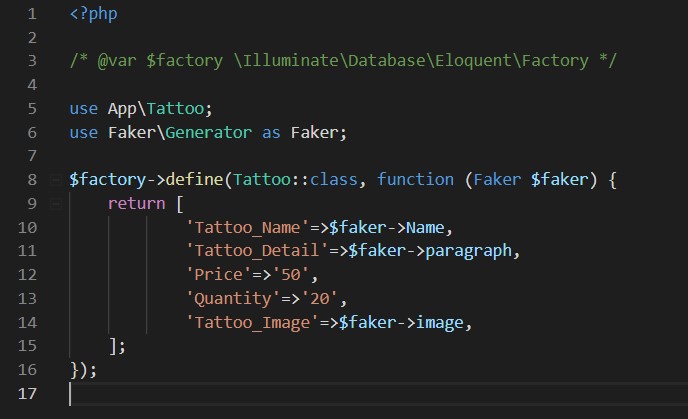 1 <?php
2
3 /* @var $factory \Illuminate\Database\Eloquent\Factory */
4
5 use App\Tattoo;
6 use Faker\Generator as Faker;
7
8 $factory->define(Tattoo::class, function (Faker $faker) {
9     return [
10             'Tattoo_Name'=>$faker->Name,
11             'Tattoo_Detail'=>$faker->paragraph,
12             'Price'=>'50',
13             'Quantity'=>'20',
14             'Tattoo_Image'=>$faker->image,
15     ];
16 });
17